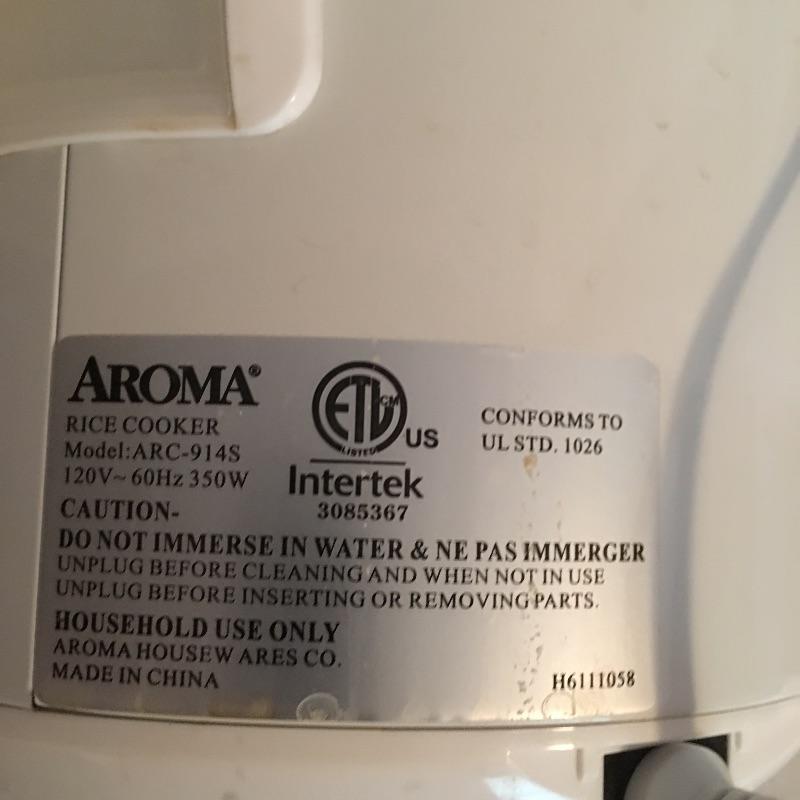 AROMA®
RICE COOKER
Model:ARC-914S
120V~ 60Hz 350W
ETL CM
LISTED
US
Intertek
3085367
CONFORMS TO
UL STD. 1026
CAUTION-
DO NOT IMMERSE IN WATER & NE PAS IMMERGER
UNPLUG BEFORE CLEANING AND WHEN NOT IN USE
UNPLUG BEFORE INSERTING OR REMOVING PARTS.
HOUSEHOLD USE ONLY
AROMA HOUSEW ARES CO.
MADE IN CHINA
H6111058